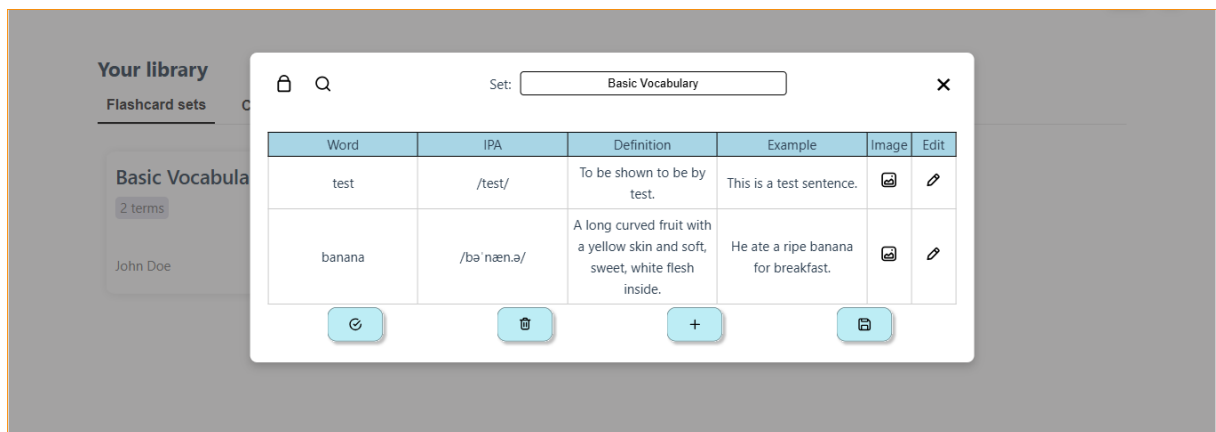 Your library
Flashcard sets
Basic Vocabula
2 terms
John Doe
Set: Basic Vocabulary
Word IPA Definition Example Image Edit
test /test/ To be shown to be by test. This is a test sentence.
banana /bəˈnæn.ə/ A long curved fruit with a yellow skin and soft, sweet, white flesh inside. He ate a ripe banana for breakfast.